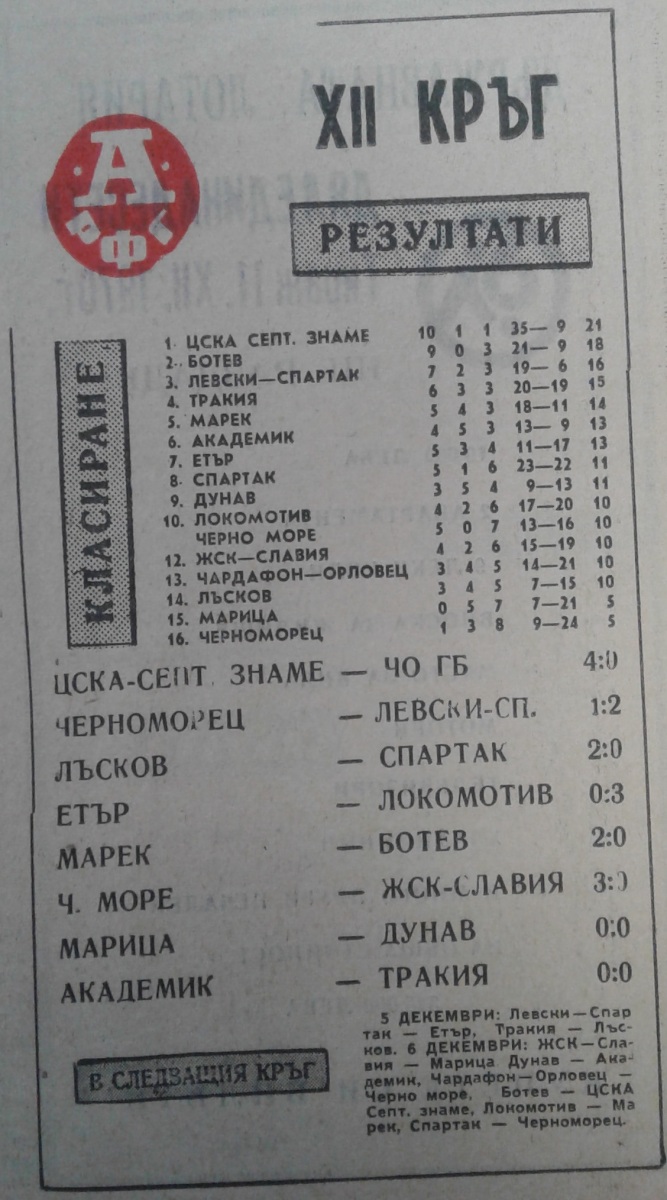 XII КРЪГ
А
РФГ
РЕЗУЛТАТИ
КЛАСИРАНЕ
1. ЦСКА СЕПТ. ЗНАМЕ 10 1 1 35—9 21
2. БОТЕВ 9 0 3 21—9 18
3. ЛЕВСКИ—СПАРТАК 7 2 3 19—6 16
4. ТРАКИЯ 6 3 3 20—19 15
5. МАРЕК 5 4 3 18—11 14
6. АКАДЕМИК 4 5 3 13—9 13
7. ЕТЪР 5 3 4 11—17 13
8. СПАРТАК 5 1 6 23—22 11
9. ДУНАВ 3 5 4 9—13 11
10. ЛОКОМОТИВ 4 2 6 17—20 10
ЧЕРНО МОРЕ 5 0 7 13—16 10
12. ЖСК—СЛАВИЯ 4 2 6 15—19 10
13. ЧАРДАФОН—ОРЛОВЕЦ 3 4 5 14—21 10
14. ЛЪСКОВ 3 4 5 7—15 10
15. МАРИЦА 0 5 7 7—21 5
16. ЧЕРНОМОРЕЦ 1 3 8 9—24 5
ЦСКА-СЕПТ. ЗНАМЕ — ЧО ГБ 4:0
ЧЕРНОМОРЕЦ — ЛЕВСКИ-СП. 1:2
ЛЪСКОВ — СПАРТАК 2:0
ЕТЪР — ЛОКОМОТИВ 0:3
МАРЕК — БОТЕВ 2:0
Ч. МОРЕ — ЖСК-СЛАВИЯ 3:0
МАРИЦА — ДУНАВ 0:0
АКАДЕМИК — ТРАКИЯ 0:0
В СЛЕДЗАЩИЯ КРЪГ
5 ДЕКЕМВРИ: Левски—Спар
так — Етър, Тракия — Лъс-
ков. 6 ДЕКЕМВРИ: ЖСК—Сла-
вия — Марица Дунав — Ака-
демик, Чардафон—Орловец —
Черно море, Ботев — ЦСКА
Септ. знаме, Локомотив — Ма
рек, Спартак — Черноморец.